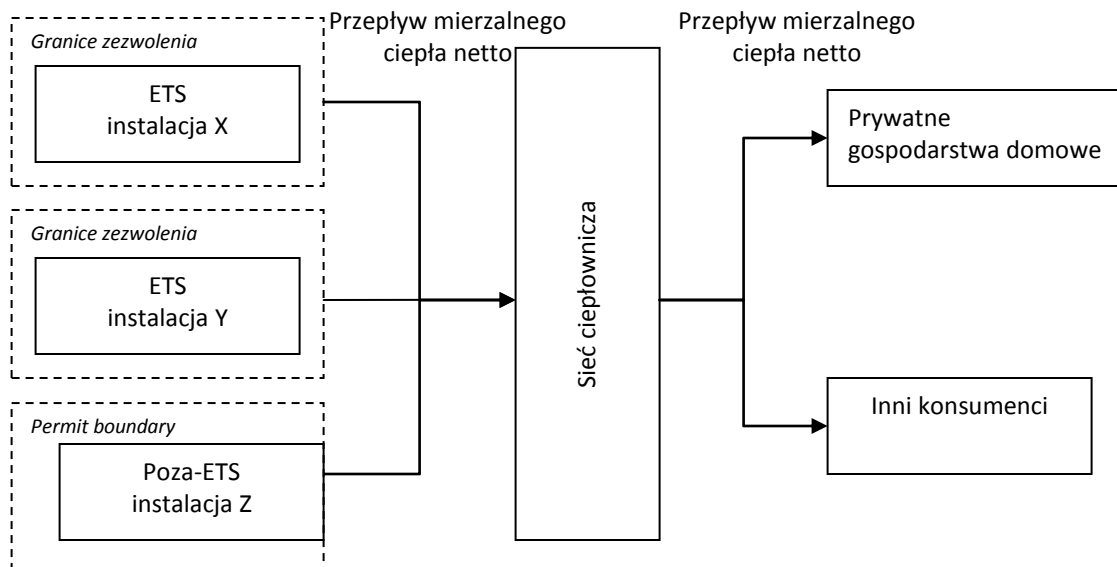 Granice zezwolenia
ETS
instalacja X
Granice zezwolenia
ETS
instalacja Y
Permit boundary
Poza-ETS
instalacja Z
Przepływ mierzalnego
ciepła netto
Sieć ciepłownicza
Przepływ mierzalnego
ciepła netto
Prywatne
gospodarstwa domowe
Inni konsumenci